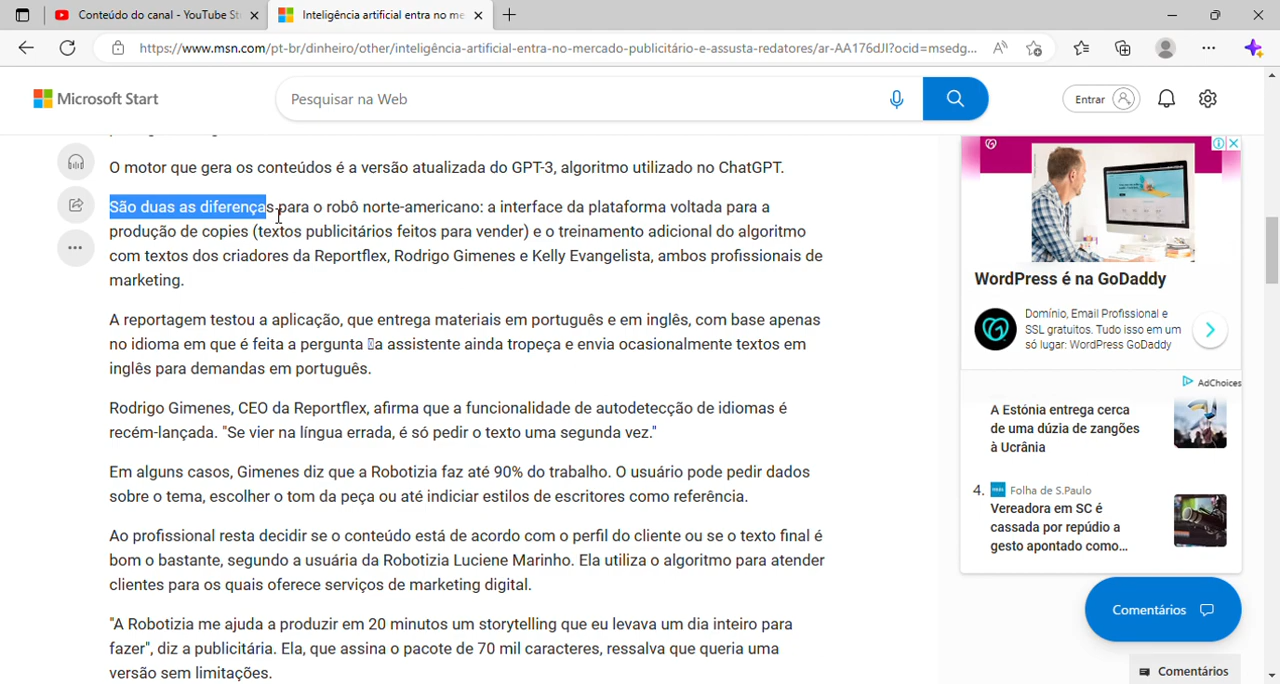 Conteúdo do canal - YouTube St
Inteligência artificial entra no me
https://www.msn.com/pt-br/dinheiro/other/inteligência-artificial-entra-no-mercado-publicitário-e-assusta-redatores/ar-AA176dJI?ocid=msedg...
Microsoft Start
Pesquisar na Web
Entrar
O motor que gera os conteúdos é a versão atualizada do GPT-3, algoritmo utilizado no ChatGPT.
São duas as diferenças para o robô norte-americano: a interface da plataforma voltada para a
produção de copies (textos publicitários feitos para vender) e o treinamento adicional do algoritmo
com textos dos criadores da Reportflex, Rodrigo Gimenes e Kelly Evangelista, ambos profissionais de
marketing.
A reportagem testou a aplicação, que entrega materiais em português e em inglês, com base apenas
no idioma em que é feita a pergunta a assistente ainda tropeça e envia ocasionalmente textos em
inglês para demandas em português.
Rodrigo Gimenes, CEO da Reportflex, afirma que a funcionalidade de autodetecção de idiomas é
recém-lançada. "Se vier na língua errada, é só pedir o texto uma segunda vez."
Em alguns casos, Gimenes diz que a Robotizia faz até 90% do trabalho. O usuário pode pedir dados
sobre o tema, escolher o tom da peça ou até indiciar estilos de escritores como referência.
Ao profissional resta decidir se o conteúdo está de acordo com o perfil do cliente ou se o texto final é
bom o bastante, segundo a usuária da Robotizia Luciene Marinho. Ela utiliza o algoritmo para atender
clientes para os quais oferece serviços de marketing digital.
"A Robotizia me ajuda a produzir em 20 minutos um storytelling que eu levava um dia inteiro para
fazer", diz a publicitária. Ela, que assina o pacote de 70 mil caracteres, ressalva que queria uma
versão sem limitações.
WordPress é na GoDaddy
Domínio, Email Profissional e
SSL gratuitos. Tudo isso em um
só lugar: WordPress GoDaddy
AdChoices
A Estónia entrega cerca
de uma dúzia de zangões
à Ucrânia
4. Folha de S.Paulo
Vereadora em SC é
cassada por repúdio a
gesto apontado como...
Comentários
Comentários